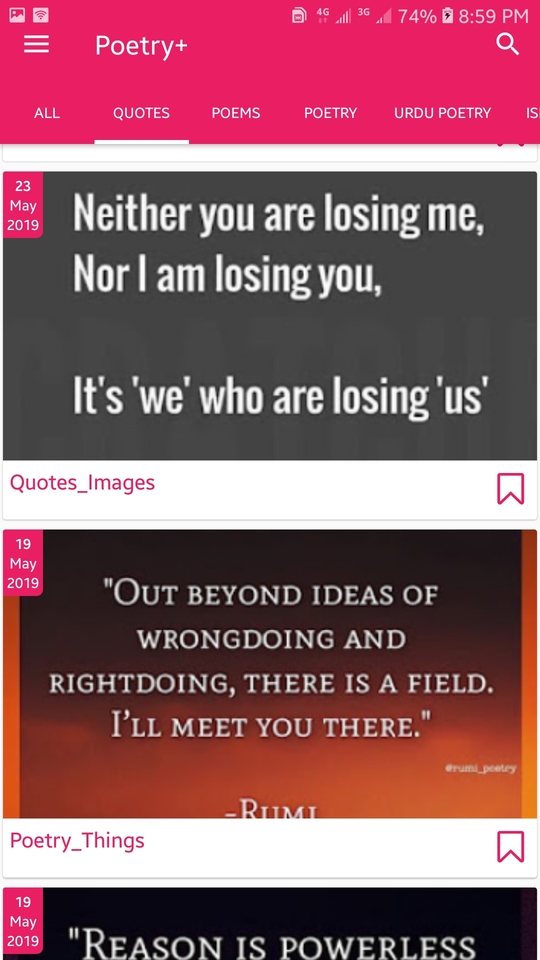 4G 3G 74% 8:59 PM
Poetry+
ALL QUOTES POEMS POETRY URDU POETRY IS
23
May
2019
Neither you are losing me,
Nor I am losing you,
It's 'we' who are losing 'us'
Quotes_Images
19
May
2019
"OUT BEYOND IDEAS OF
WRONGDOING AND
RIGHTDOING, THERE IS A FIELD.
I'LL MEET YOU THERE."
@rumi_poetry
-RUMI
Poetry_Things
19
May
2019
"REASON IS POWERLESS